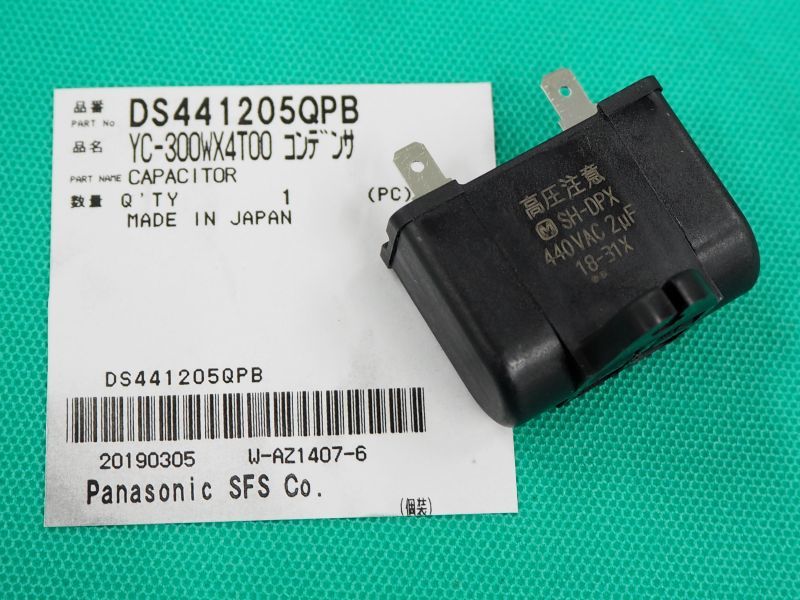 品番 DS441205QPB
PART No
品名 YC-300WX4T00 コンデンサ
PART NAME CAPACITOR
数量 Q'TY 1 (PC)
MADE IN JAPAN
DS441205QPB
20190305 W-AZ1407-6
Panasonic SFS Co.
(個装)
高圧注意
M SH-DPX
440VAC 2μF
18-31X